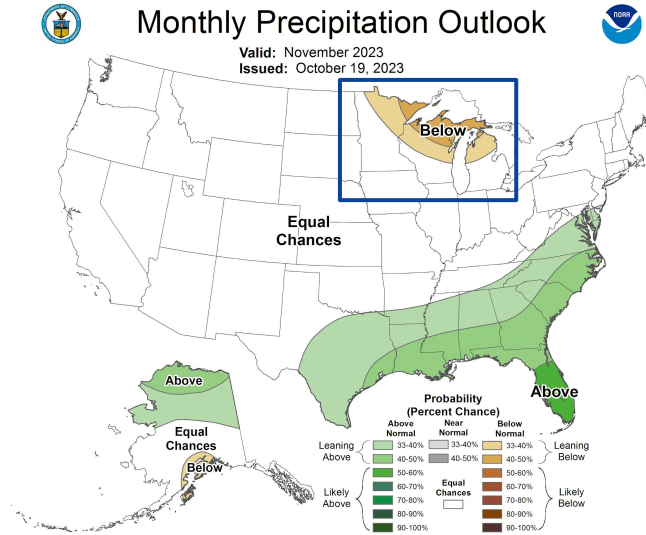 Monthly Precipitation Outlook
NOAA
Valid: November 2023
Issued: October 19, 2023
Below
Equal
Chances
Above
Above
Equal
Chances
Below
Probability
(Percent Chance)
Above
Normal
Near
Normal
Below
Normal
Leaning
Above
33-40%
40-50%
33-40%
40-50%
33-40%
40-50%
Leaning
Below
Likely
Above
50-60%
60-70%
70-80%
80-90%
90-100%
Equal
Chances
50-60%
60-70%
70-80%
80-90%
90-100%
Likely
Below